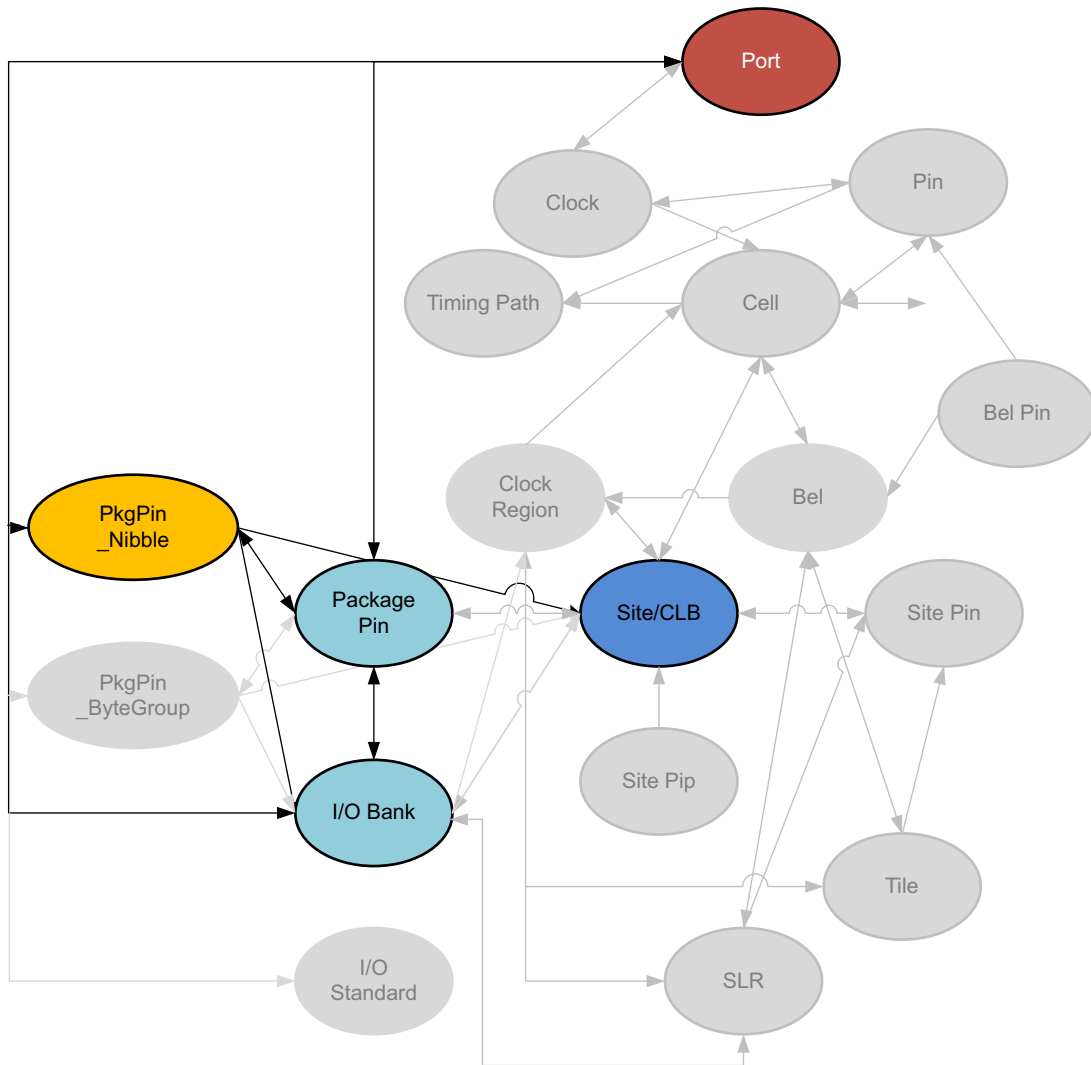 Port
Pin
Clock
Timing Path
Cell
Bel Pin
Clock
Region
Bel
PkgPin
_Nibble
Package
Pin
Site/CLB
Site Pin
PkgPin
_ByteGroup
Site Pip
I/O Bank
Tile
I/O
Standard
SLR